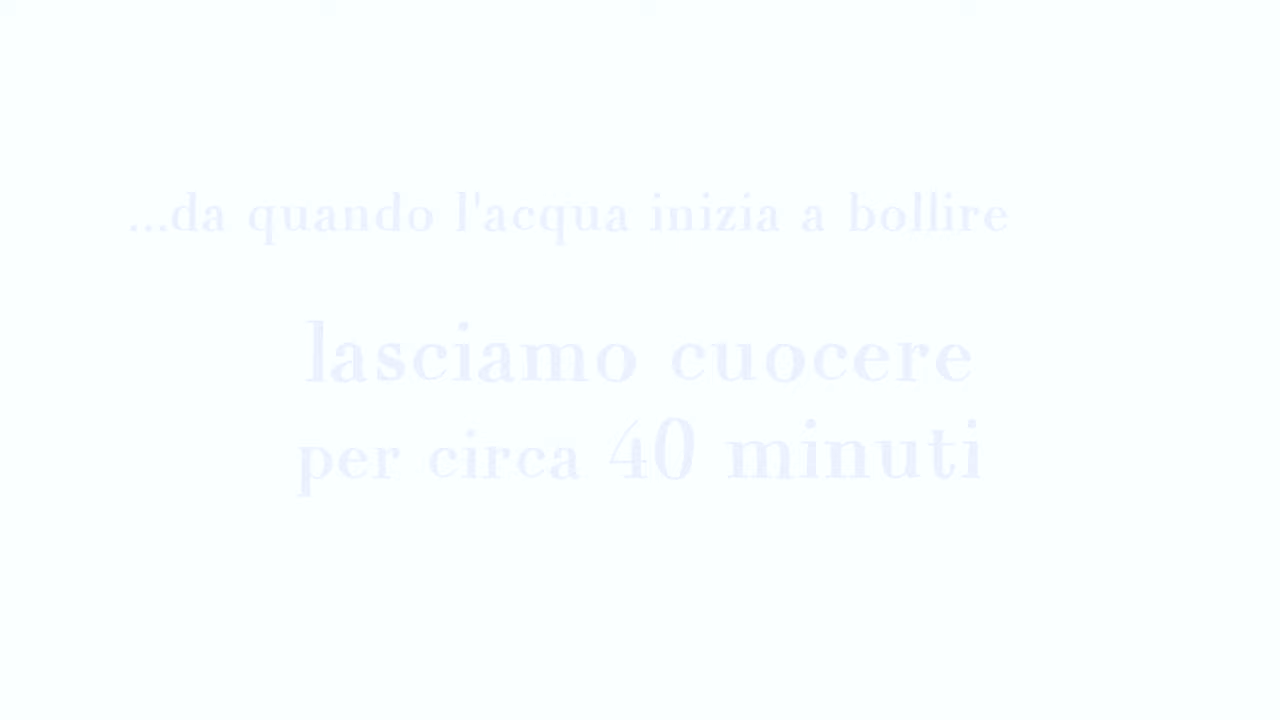 ...da quando l'acqua inizia a bollire
lasciamo cuocere
per circa 40 minuti